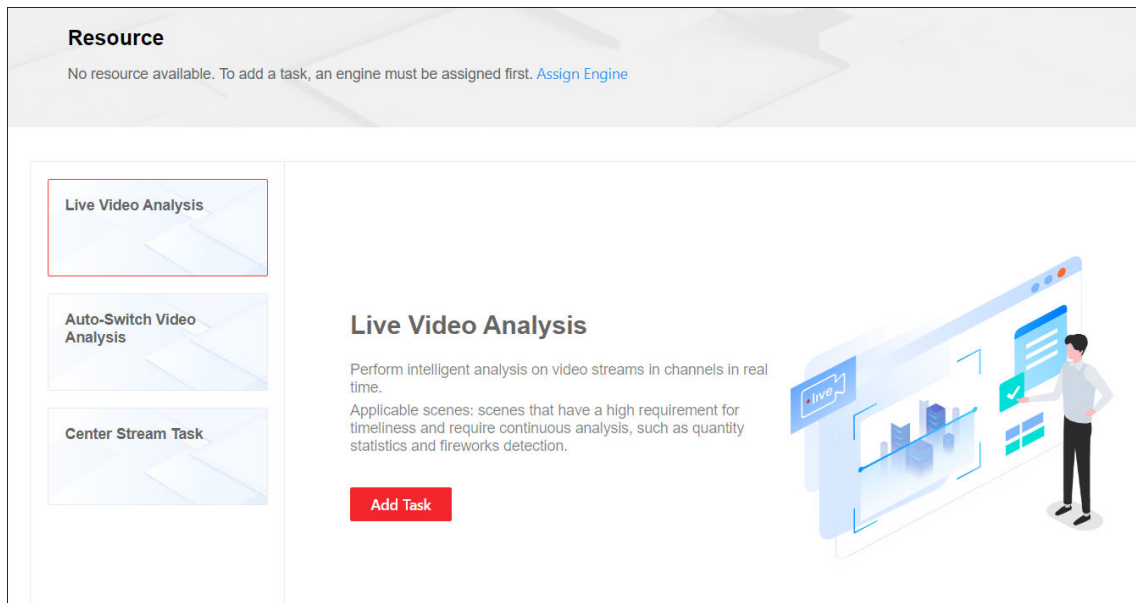 Resource
No resource available. To add a task, an engine must be assigned first. Assign Engine
Live Video Analysis
Auto-Switch Video
Analysis
Center Stream Task
Live Video Analysis
Perform intelligent analysis on video streams in channels in real
time.
Applicable scenes: scenes that have a high requirement for
timeliness and require continuous analysis, such as quantity
statistics and fireworks detection.
Add Task
live